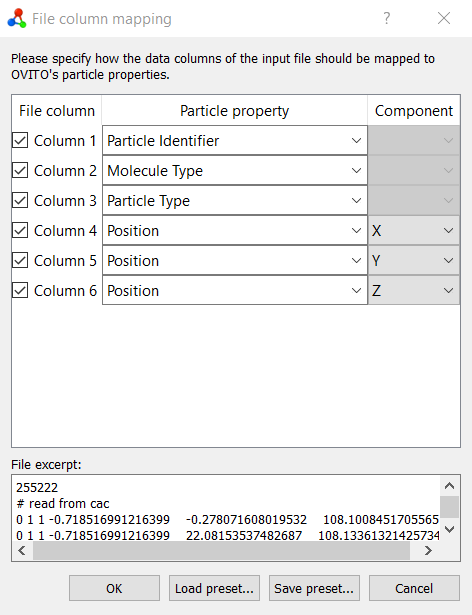 File column mapping
Please specify how the data columns of the input file should be mapped to
OVITO's particle properties.
File column Particle property Component
Column 1 Particle Identifier
Column 2 Molecule Type
Column 3 Particle Type
Column 4 Position X
Column 5 Position Y
Column 6 Position Z
File excerpt:
255222
# read from cac
0 1 1 -0.718516991216399 -0.278071608019532 108.1008451705565
0 1 1 -0.718516991216399 22.08153537482687 108.13361321425734
OK Load preset... Save preset... Cancel